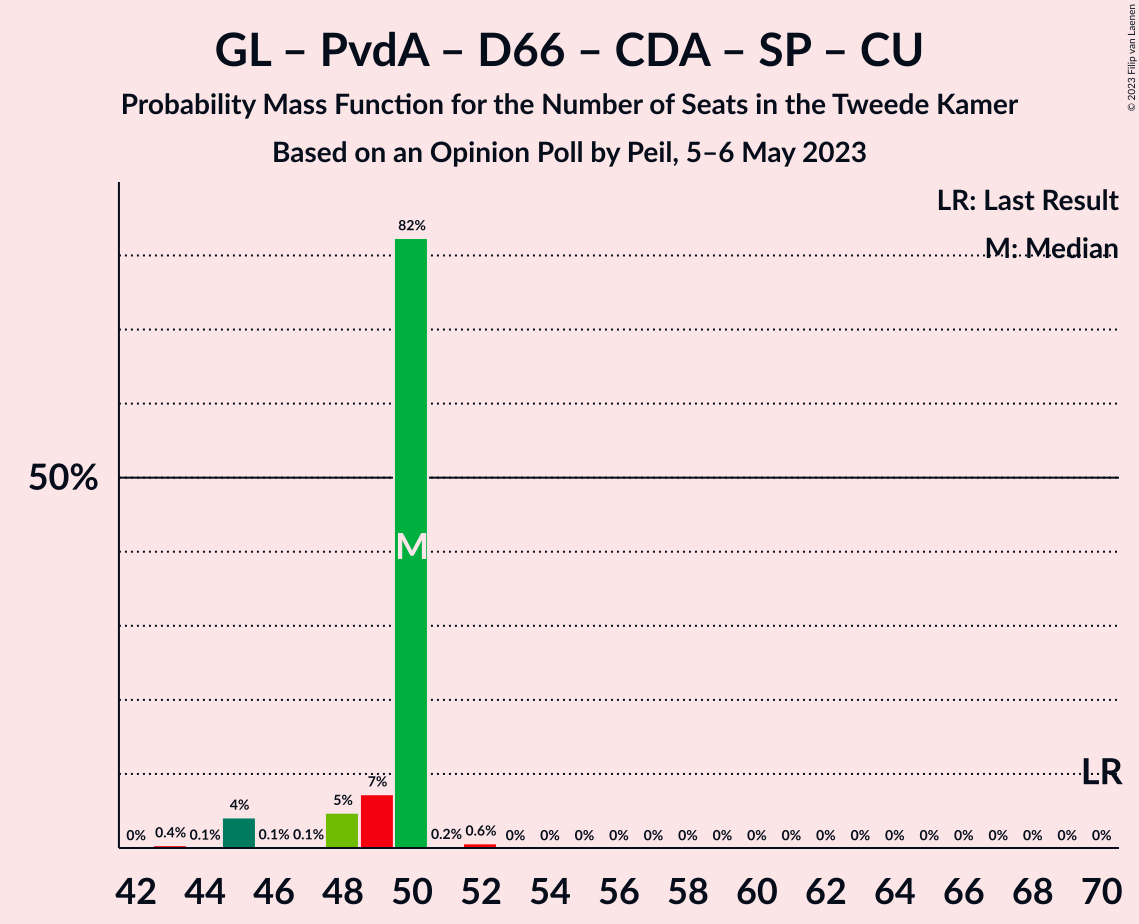 GL – PvdA – D66 – CDA – SP – CU
Probability Mass Function for the Number of Seats in the Tweede Kamer
Based on an Opinion Poll by Peil, 5–6 May 2023
© 2023 Filip van Laenen
LR: Last Result
M: Median
50%
0% 0.4% 0.1% 4% 0.1% 0.1% 5% 7% 82% 0.2% 0.6% 0% 0% 0% 0% 0% 0% 0% 0% 0% 0% 0% 0% 0% 0% 0% 0% 0% 0%
M
LR
42 44 46 48 50 52 54 56 58 60 62 64 66 68 70